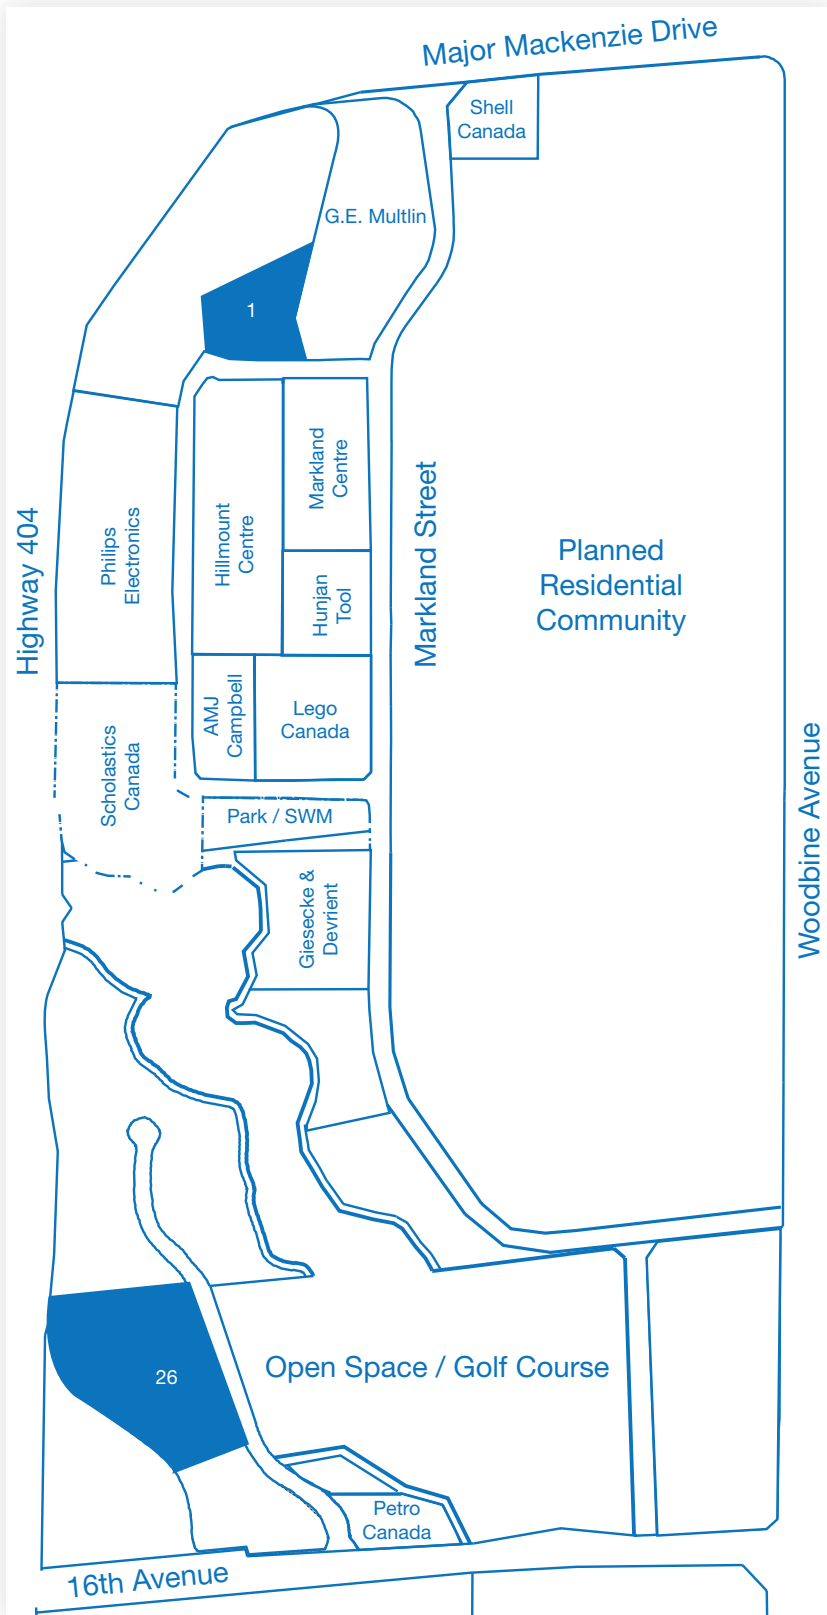 Major Mackenzie Drive
Shell
Canada
G.E. Multlin
1
Markland
Centre
Hillmount
Centre
Philips
Electronics
Highway 404
Hunjan
Tool
Markland Street
Planned
Residential
Community
AMJ
Campbell
Lego
Canada
Scholastics
Canada
Park / SWM
Woodbine Avenue
Giesecke &
Devrient
26
Open Space / Golf Course
Petro
Canada
16th Avenue